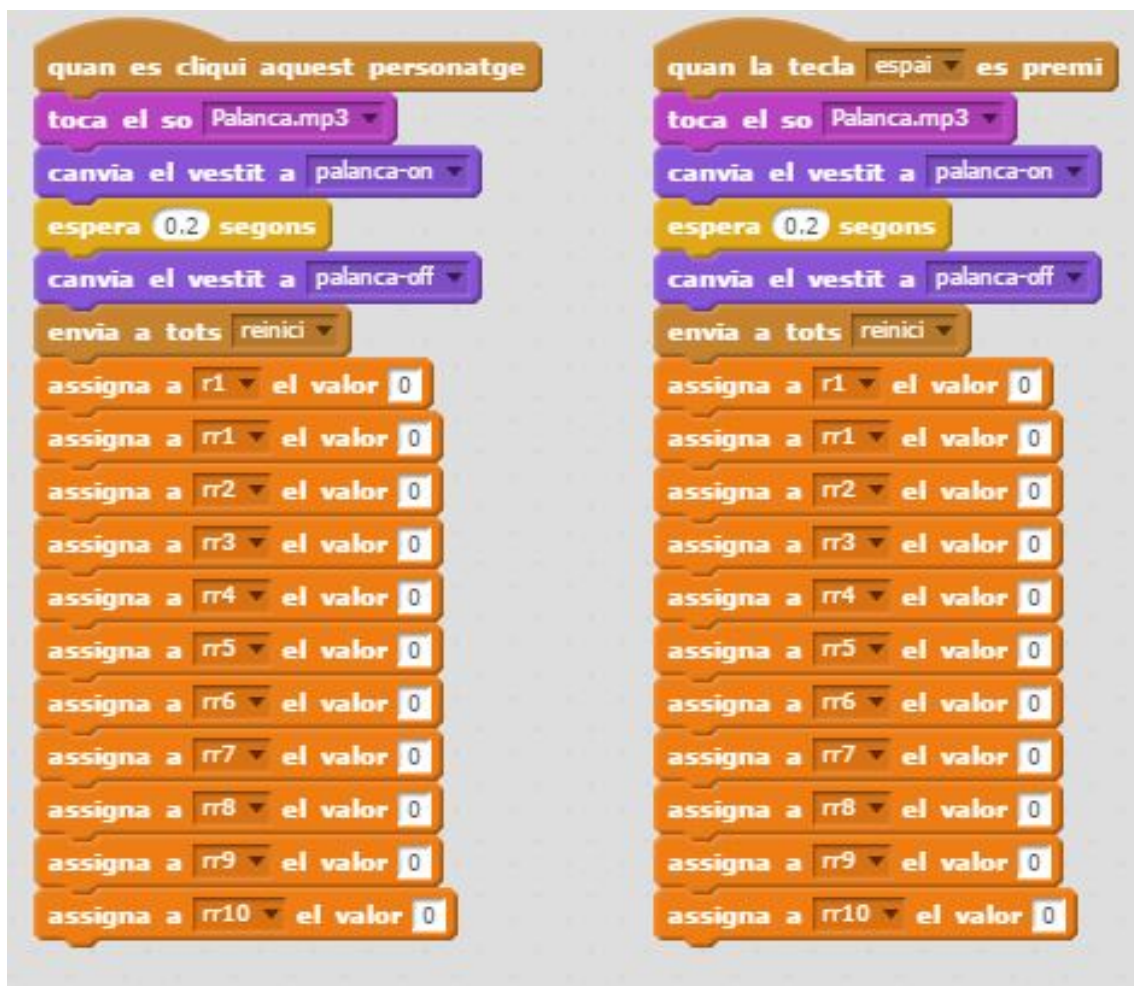 quan es cliqui aquest personatge
toca el so Palanca.mp3
canvia el vestit a palanca-on
espera 0.2 segons
canvia el vestit a palanca-off
envia a tots reinici
assigna a r1 el valor 0
assigna a rr1 el valor 0
assigna a rr2 el valor 0
assigna a rr3 el valor 0
assigna a rr4 el valor 0
assigna a rr5 el valor 0
assigna a rr6 el valor 0
assigna a rr7 el valor 0
assigna a rr8 el valor 0
assigna a rr9 el valor 0
assigna a rr10 el valor 0
quan la tecla espai es premi
toca el so Palanca.mp3
canvia el vestit a palanca-on
espera 0.2 segons
canvia el vestit a palanca-off
envia a tots reinici
assigna a r1 el valor 0
assigna a rr1 el valor 0
assigna a rr2 el valor 0
assigna a rr3 el valor 0
assigna a rr4 el valor 0
assigna a rr5 el valor 0
assigna a rr6 el valor 0
assigna a rr7 el valor 0
assigna a rr8 el valor 0
assigna a rr9 el valor 0
assigna a rr10 el valor 0